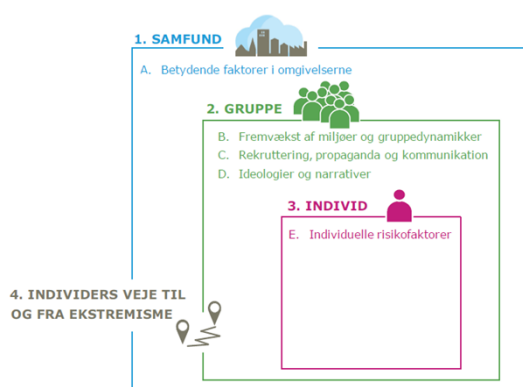 1. SAMFUND
A. Betydende faktorer i omgivelserne
2. GRUPPE
B. Fremvækst af miljøer og gruppedynamikker
C. Rekruttering, propaganda og kommunikation
D. Ideologier og narrativer
3. INDIVID
E. Individuelle risikofaktorer
4. INDIVIDERS VEJE TIL
OG FRA EKSTREMISME